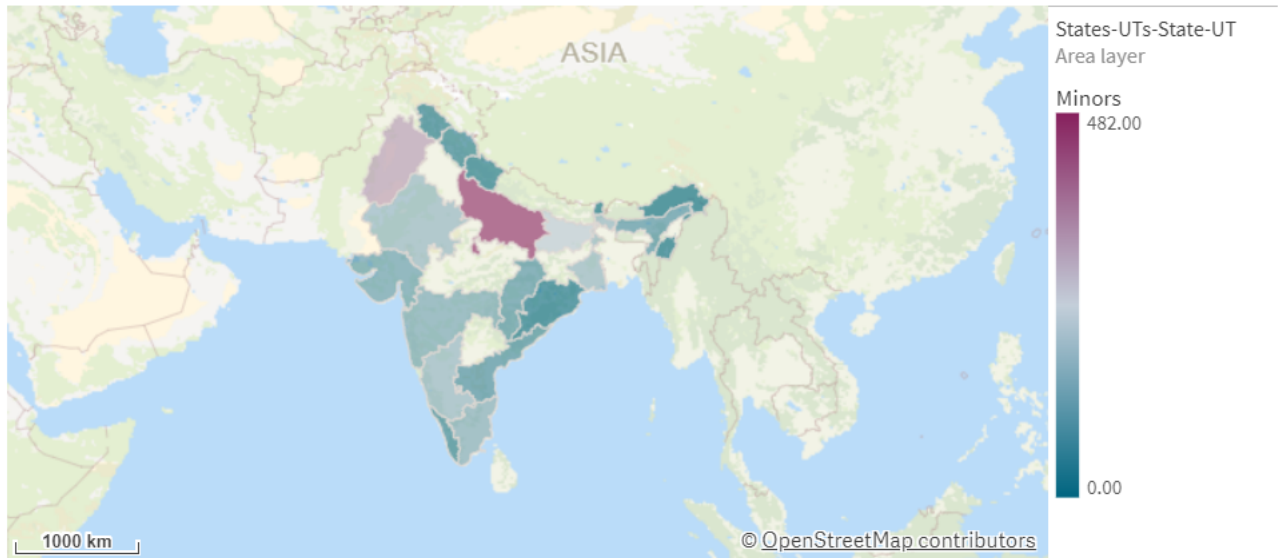 ASIA
States-UTs-State-UT
Area layer
Minors
482.00
0.00
1000 km
© OpenStreetMap contributors